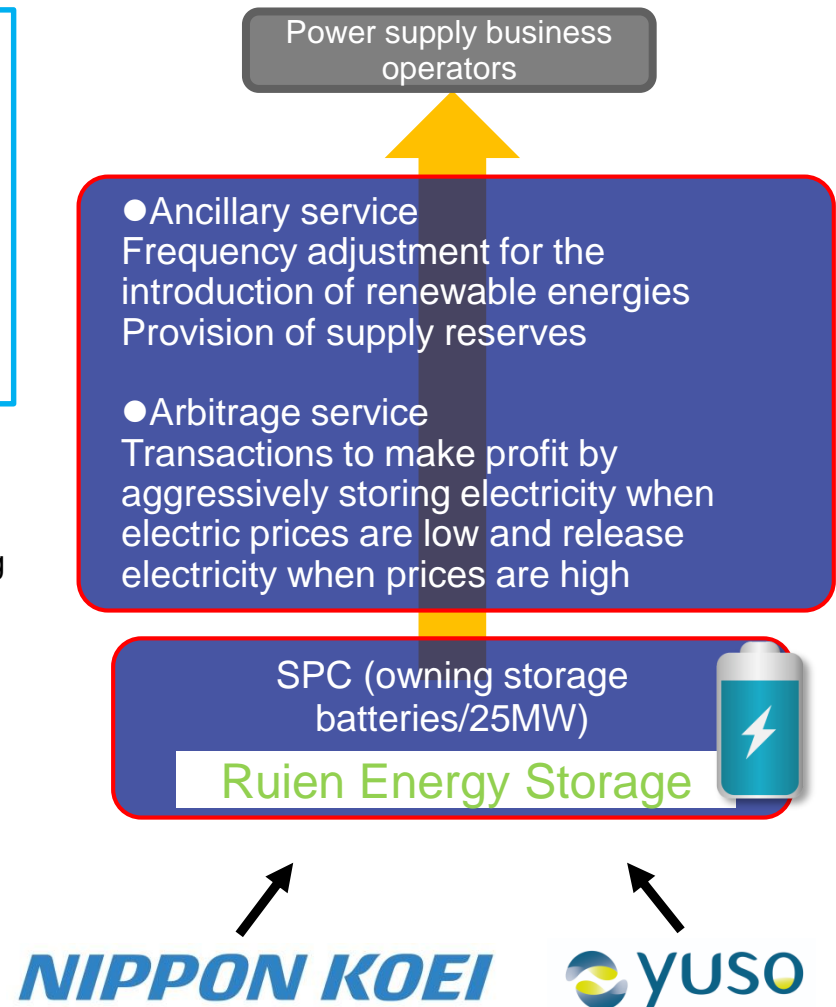 Power supply business
operators
●Ancillary service
Frequency adjustment for the
introduction of renewable energies
Provision of supply reserves
●Arbitrage service
Transactions to make profit by
aggressively storing electricity when
electric prices are low and release
electricity when prices are high
SPC (owning storage
batteries/25MW)
Ruien Energy Storage
NIPPON KOEI
YUSO